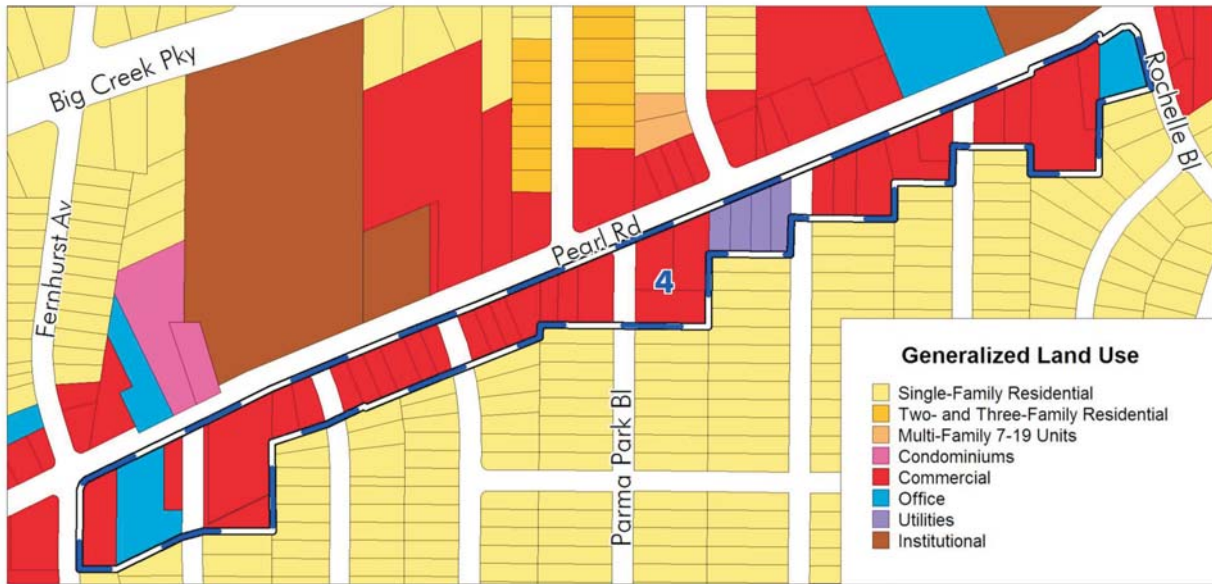 Big Creek Pky
Rochelle Bl
Fernhurst Av
Pearl Rd
4
Parma Park Bl
Generalized Land Use
Single-Family Residential
Two- and Three-Family Residential
Multi-Family 7-19 Units
Condominiums
Commercial
Office
Utilities
Institutional